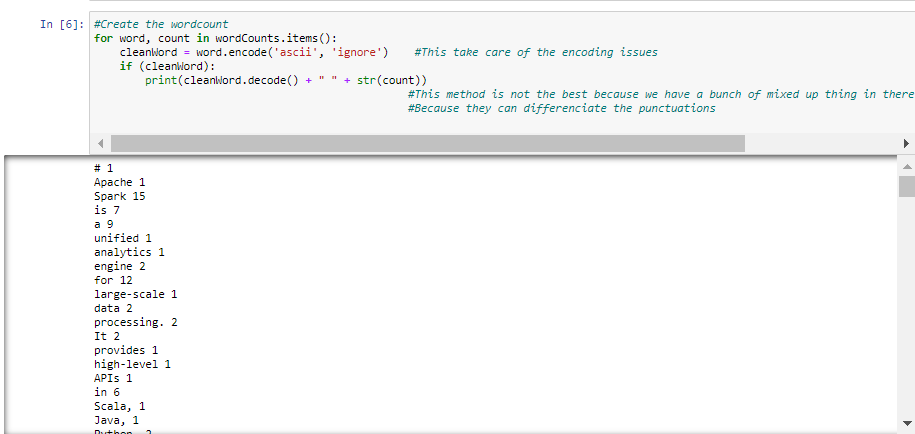 In [6]: #Create the wordcount
for word, count in wordCounts.items():
cleanWord = word.encode('ascii', 'ignore') #This take care of the encoding issues
if (cleanWord):
print(cleanWord.decode() + " " + str(count))
#This method is not the best because we have a bunch of mixed up thing in there
#Because they can differenciate the punctuations
# 1
Apache 1
Spark 15
is 7
a 9
unified 1
analytics 1
engine 2
for 12
large-scale 1
data 2
processing. 2
It 2
provides 1
high-level 1
APIs 1
in 6
Scala, 1
Java, 1
Python, 2